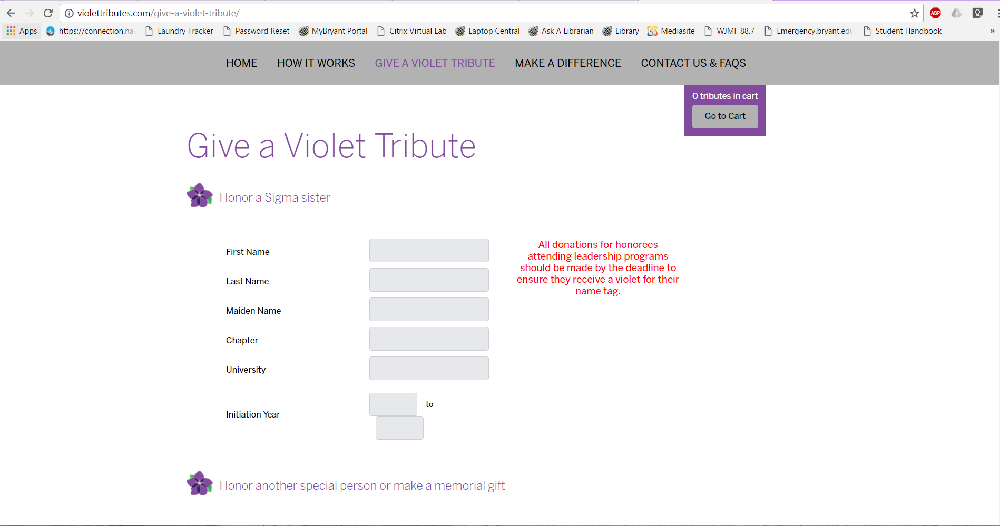 violettributes.com/give-a-violet-tribute/
ABP
Apps https://connection.na Laundry Tracker Password Reset MyBryant Portal Citrix Virtual Lab Laptop Central Ask A Librarian Library Mediasite WJMF 88.7 Emergency.bryant.edu Student Handbook »
HOME HOW IT WORKS GIVE A VIOLET TRIBUTE MAKE A DIFFERENCE CONTACT US & FAQS
0 tributes in cart
Go to Cart
Give a Violet Tribute
Honor a Sigma sister
First Name
Last Name
Maiden Name
Chapter
University
Initiation Year
to
All donations for honorees
attending leadership programs
should be made by the deadline to
ensure they receive a violet for their
name tag.
Honor another special person or make a memorial gift